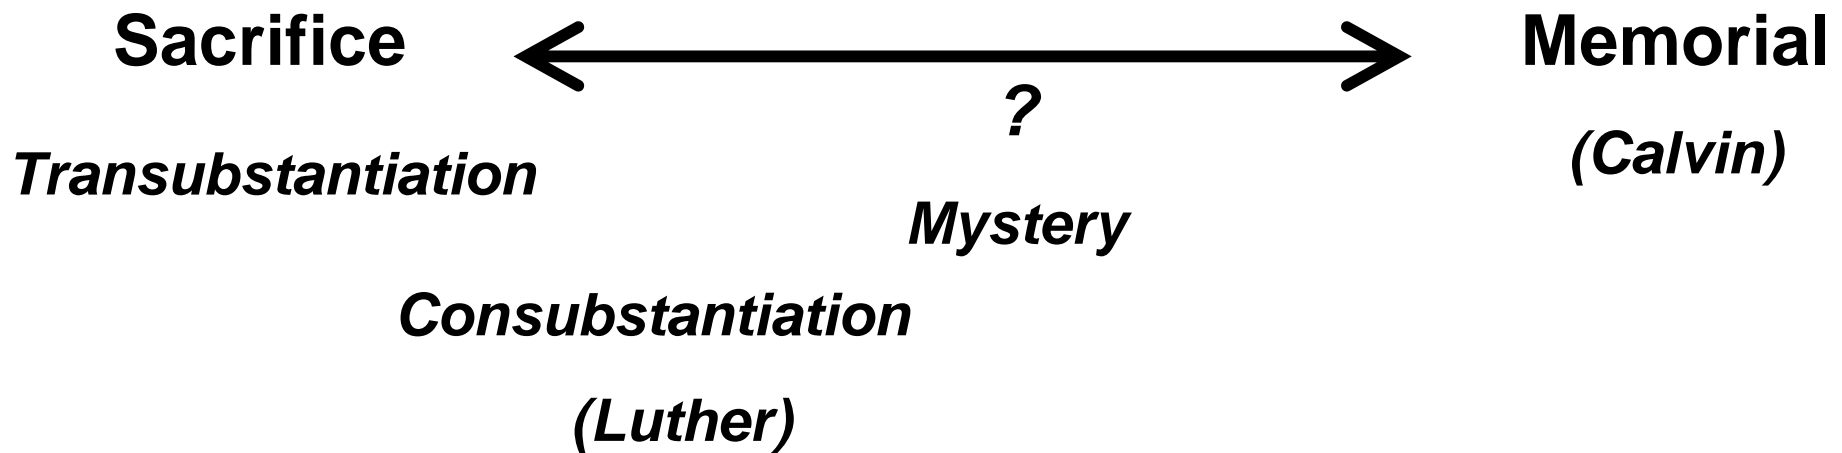 Sacrifice Memorial
?
(Calvin)
Transubstantiation
Mystery
Consubstantiation
(Luther)